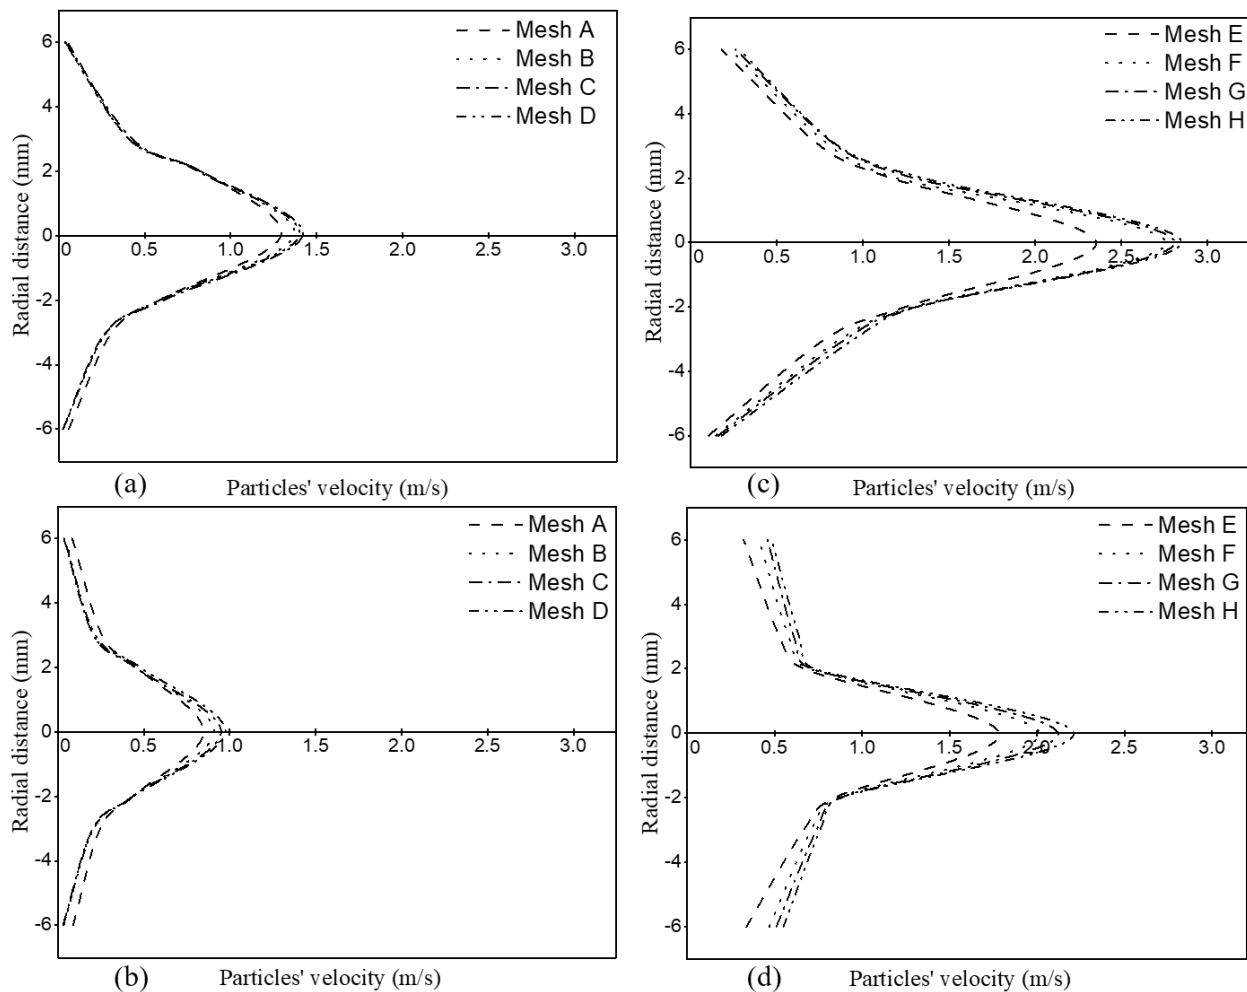 Mesh A
Mesh B
Mesh C
Mesh D
6
4
2
0
-2
-4
-6
0
0.5
1.0
1.5
2.0
2.5
3.0
Radial distance (mm)
(a)
Particles' velocity (m/s)
Mesh E
Mesh F
Mesh G
Mesh H
6
4
2
0
-2
-4
-6
0
0.5
1.0
1.5
2.0
2.5
3.0
Radial distance (mm)
(c)
Particles' velocity (m/s)
Mesh A
Mesh B
Mesh C
Mesh D
6
4
2
0
-2
-4
-6
0
0.5
1.0
1.5
2.0
2.5
3.0
Radial distance (mm)
(b)
Particles' velocity (m/s)
Mesh E
Mesh F
Mesh G
Mesh H
6
4
2
0
-2
-4
-6
0
0.5
1.0
1.5
2.0
2.5
3.0
Radial distance (mm)
(d)
Particles' velocity (m/s)